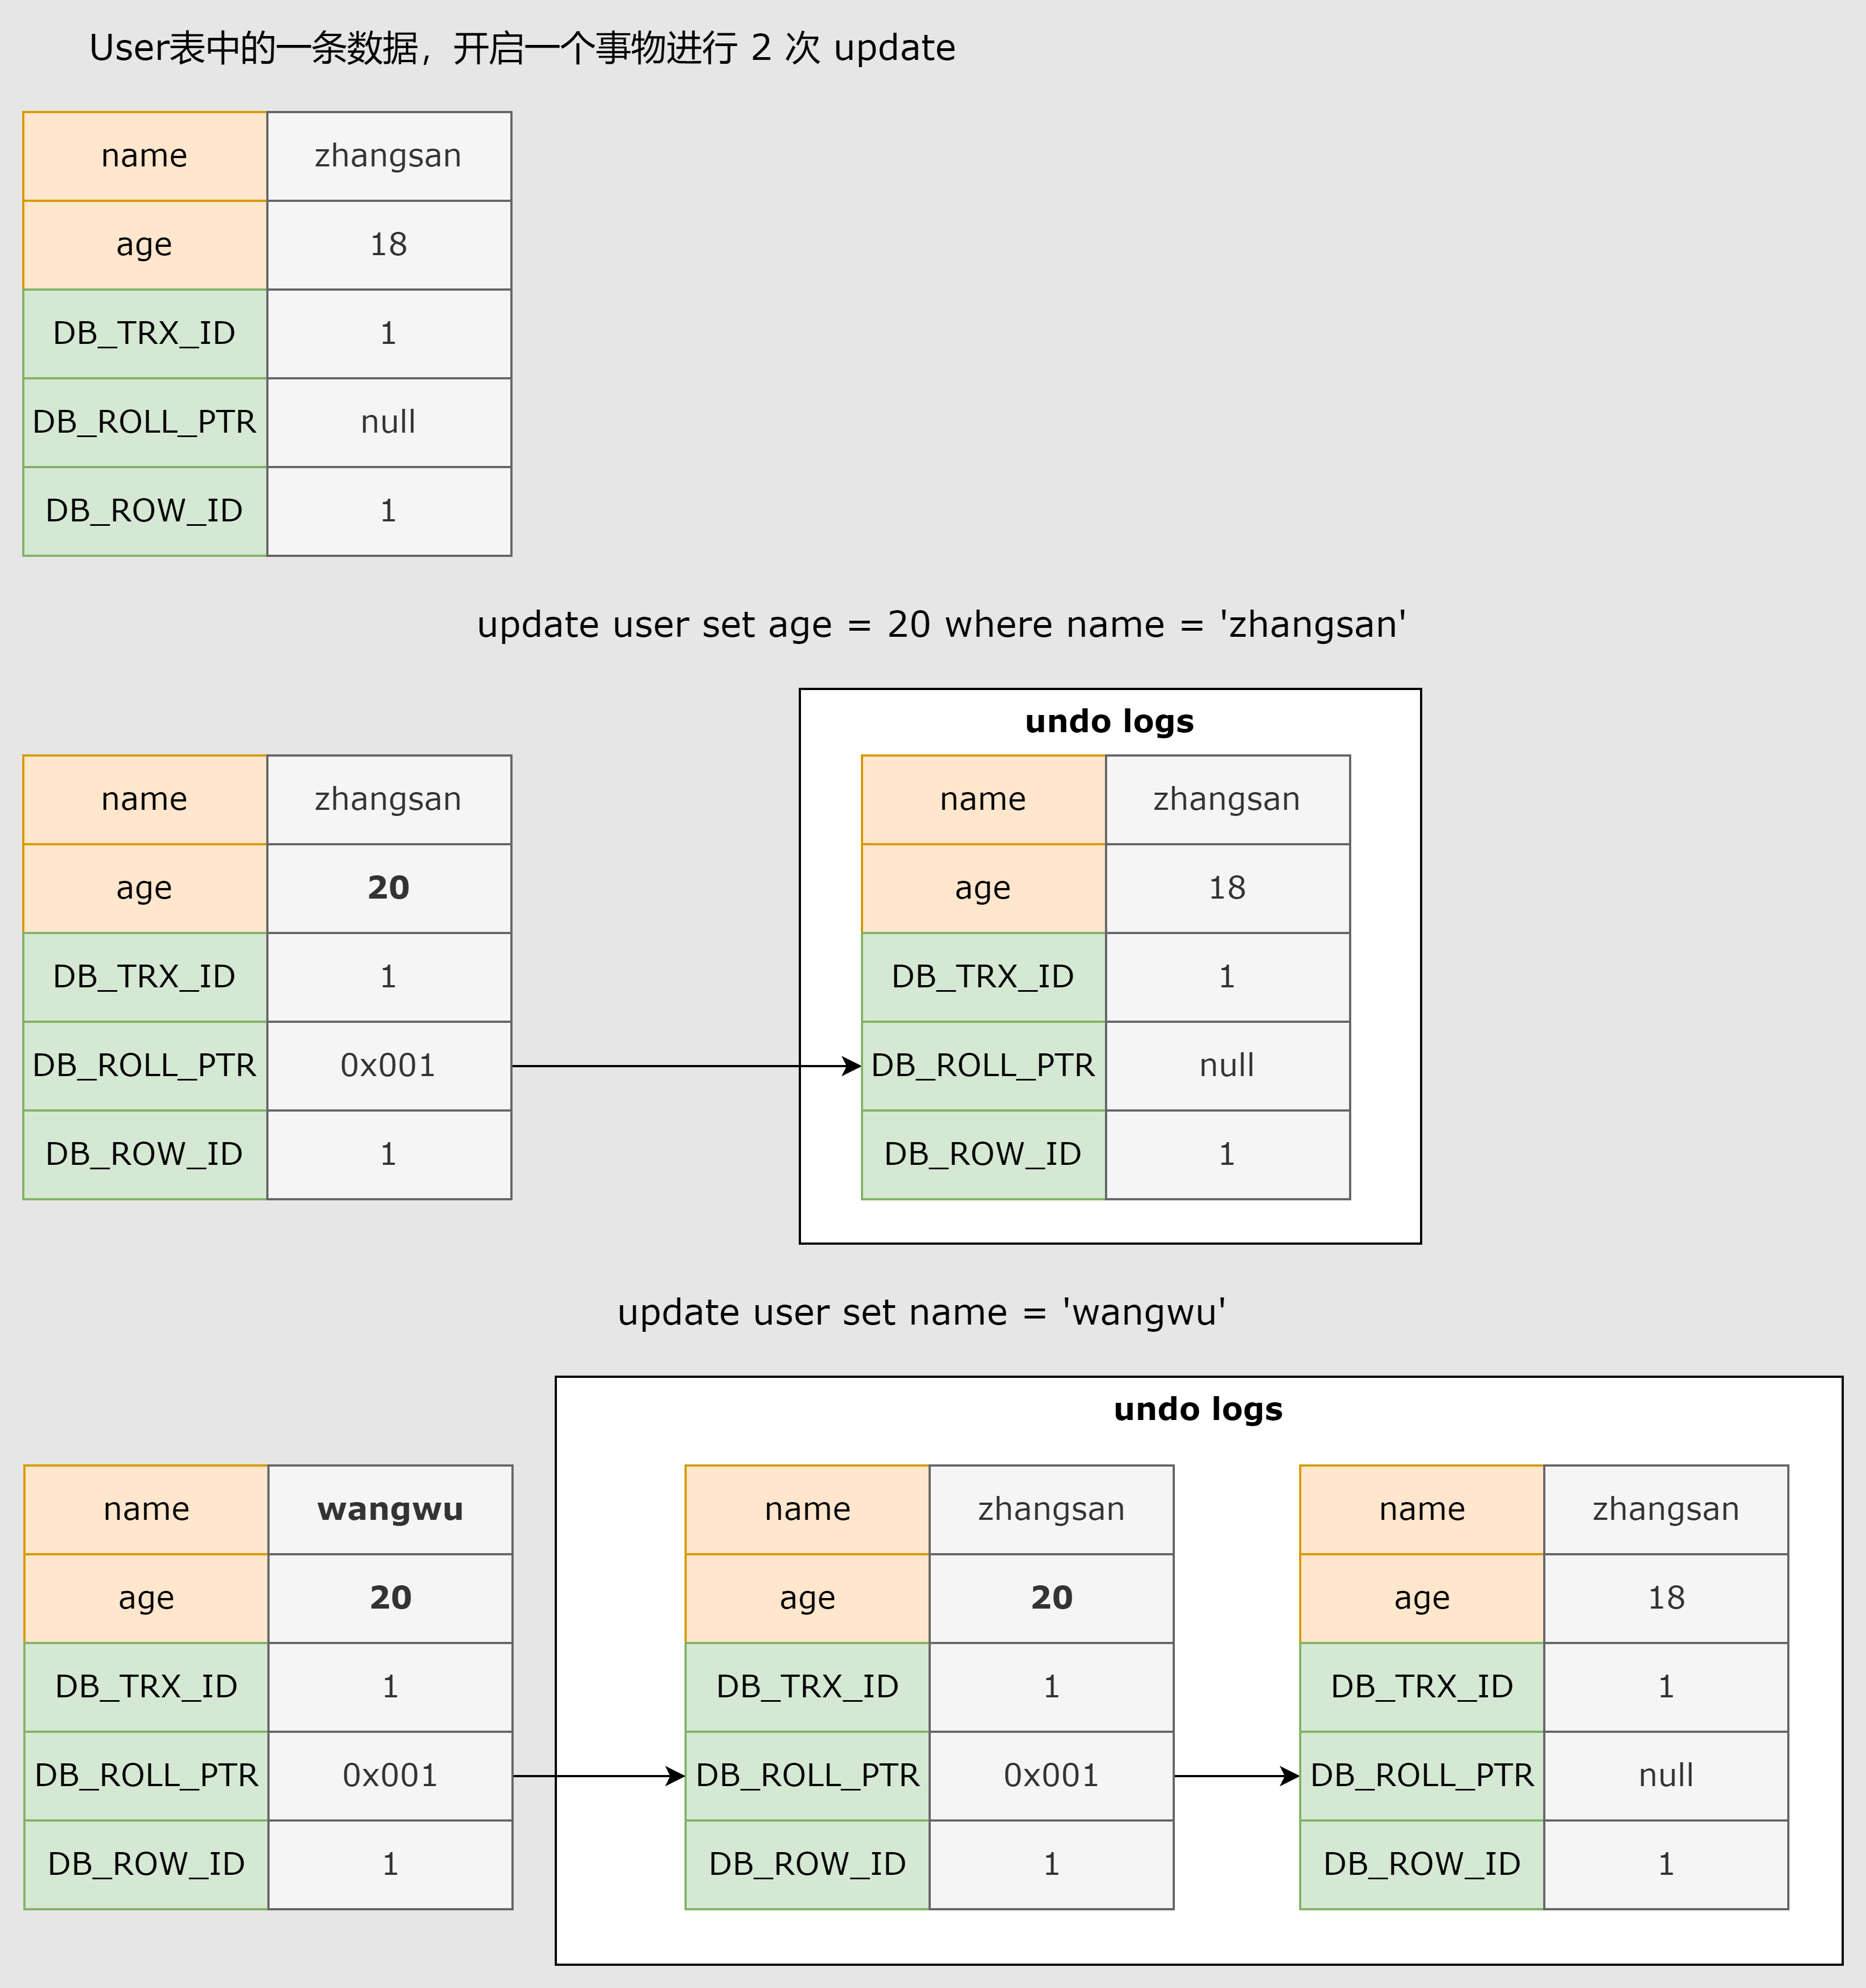 User表中的一条数据，开启一个事物进行 2 次 update
name zhangsan
age 18
DB_TRX_ID 1
DB_ROLL_PTR null
DB_ROW_ID 1
update user set age = 20 where name = 'zhangsan'
undo logs
name zhangsan name zhangsan
age 20 age 18
DB_TRX_ID 1 DB_TRX_ID 1
DB_ROLL_PTR 0x001 DB_ROLL_PTR null
DB_ROW_ID 1 DB_ROW_ID 1
update user set name = 'wangwu'
undo logs
name wangwu name zhangsan name zhangsan
age 20 age 20 age 18
DB_TRX_ID 1 DB_TRX_ID 1 DB_TRX_ID 1
DB_ROLL_PTR 0x001 DB_ROLL_PTR 0x001 DB_ROLL_PTR null
DB_ROW_ID 1 DB_ROW_ID 1 DB_ROW_ID 1